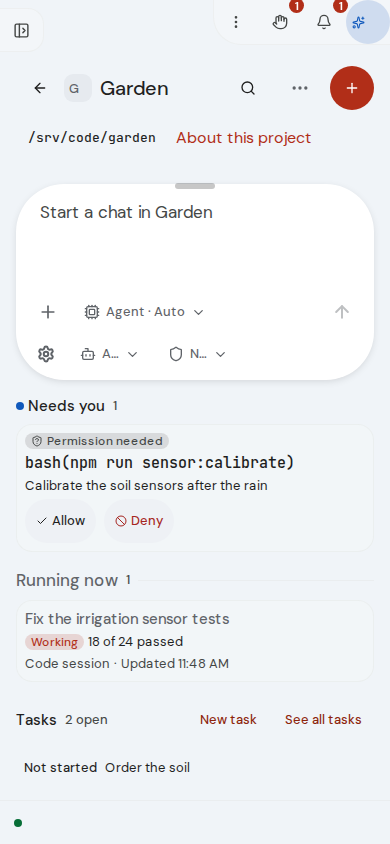 1
1
G
Garden
/srv/code/garden About this project
Start a chat in Garden
Agent · Auto
A...
N...
Needs you 1
Permission needed
bash(npm run sensor:calibrate)
Calibrate the soil sensors after the rain
Allow
Deny
Running now 1
Fix the irrigation sensor tests
Working 18 of 24 passed
Code session · Updated 11:48 AM
Tasks 2 open New task See all tasks
Not started Order the soil